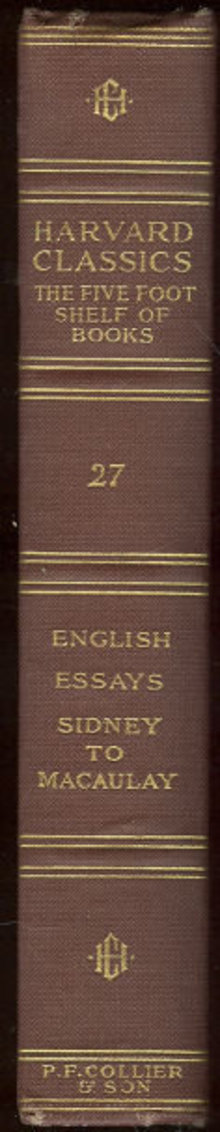 HARVARD
CLASSICS
THE FIVE FOOT
SHELF OF
BOOKS
27
ENGLISH
ESSAYS
SIDNEY
TO
MACAULAY
P.F.COLLIER
& SON